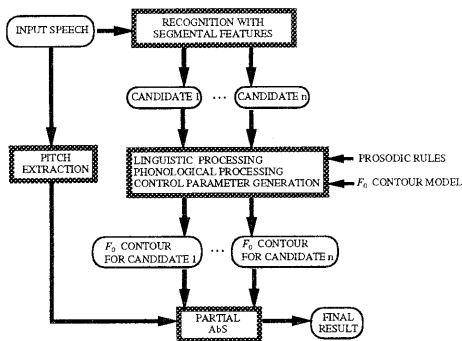 INPUT SPEECH
RECOGNITION WITH
SEGMENTAL FEATURES
CANDIDATE 1 ... CANDIDATE n
PITCH
EXTRACTION
LINGUISTIC PROCESSING
PHONOLOGICAL PROCESSING
CONTROL PARAMETER GENERATION
PROSODIC RULES
F0 CONTOUR MODEL
F0 CONTOUR
FOR CANDIDATE 1
...
F0 CONTOUR
FOR CANDIDATE n
PARTIAL
AbS
FINAL
RESULT